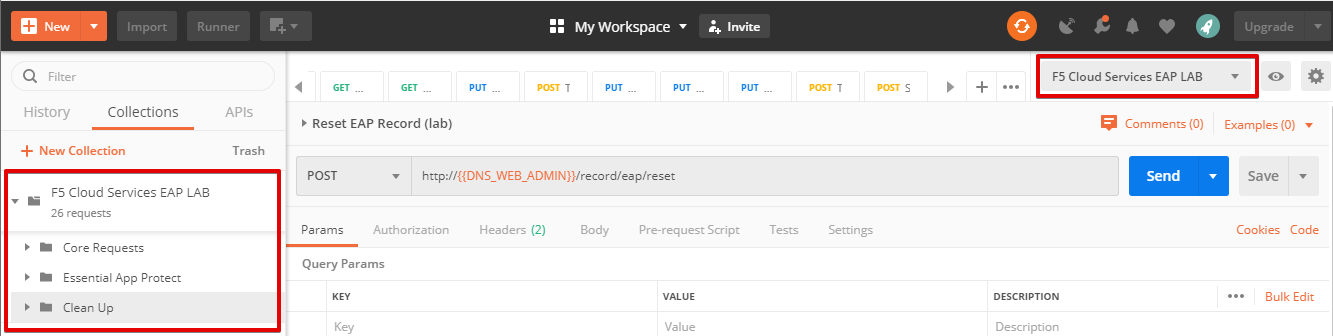 New Import Runner My Workspace Invite Upgrade
Filter
GET ... GET ... PUT ... POST T PUT ... PUT ... PUT ... POST T POST S F5 Cloud Services EAP LAB
History Collections APIs
Reset EAP Record (lab) Comments (0) Examples (0)
New Collection Trash
POST http://{{DNS_WEB_ADMIN}}/record/eap/reset Send Save
F5 Cloud Services EAP LAB
26 requests
Params Authorization Headers (2) Body Pre-request Script Tests Settings Cookies Code
Core Requests
Query Params
Essential App Protect
KEY VALUE DESCRIPTION Bulk Edit
Clean Up
Key Value Description